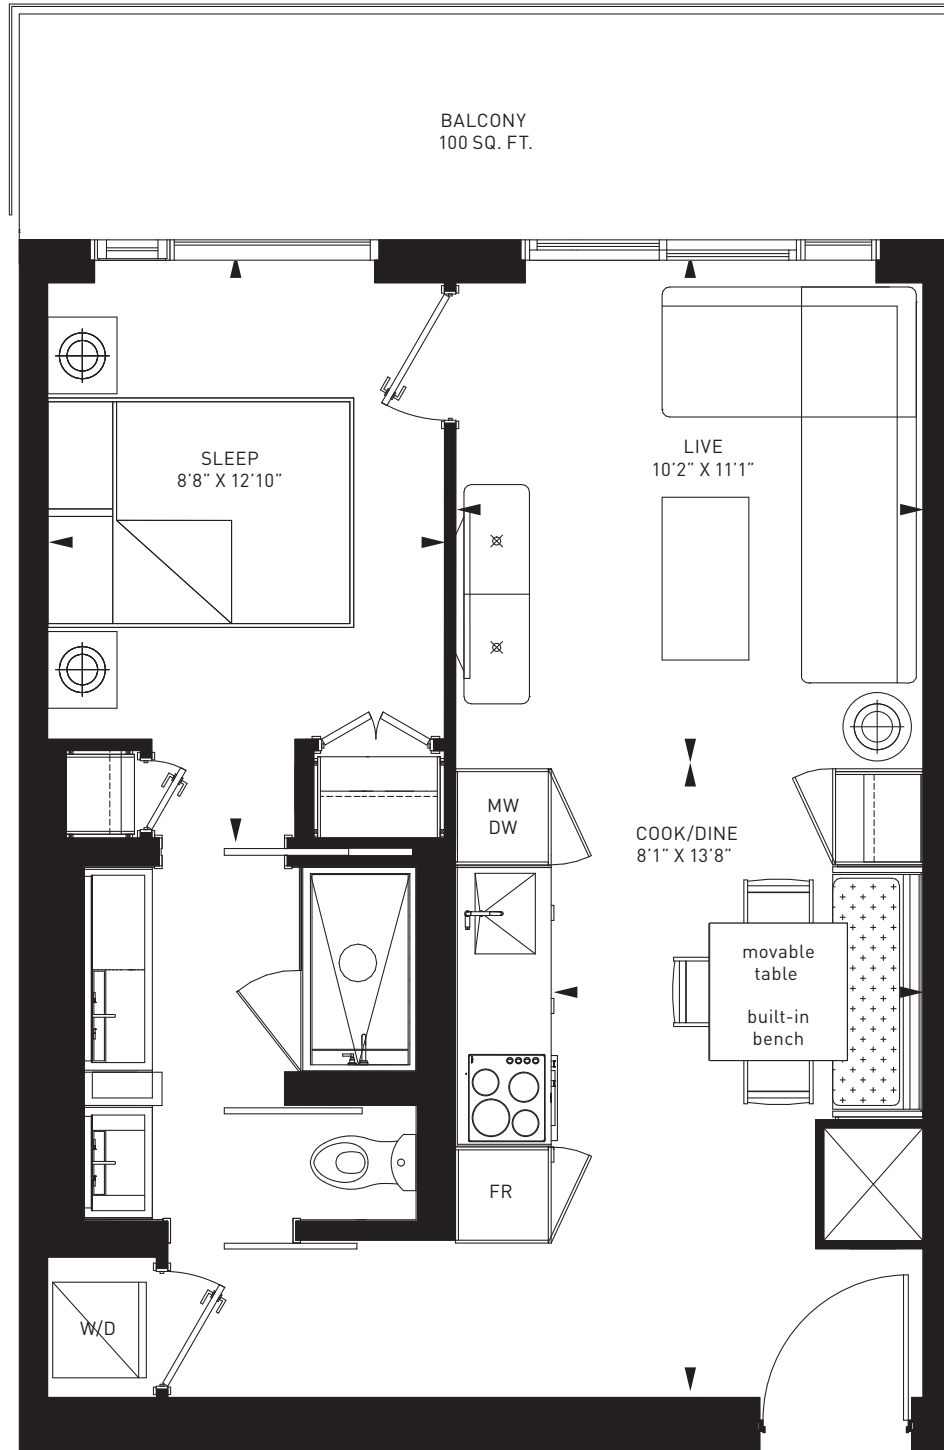 BALCONY
100 SQ. FT.
SLEEP
8’8” X 12’10”
LIVE
10’2” X 11’1”
MW
DW
COOK/DINE
8’1” X 13’8”
movable
table
built-in
bench
FR
W/D